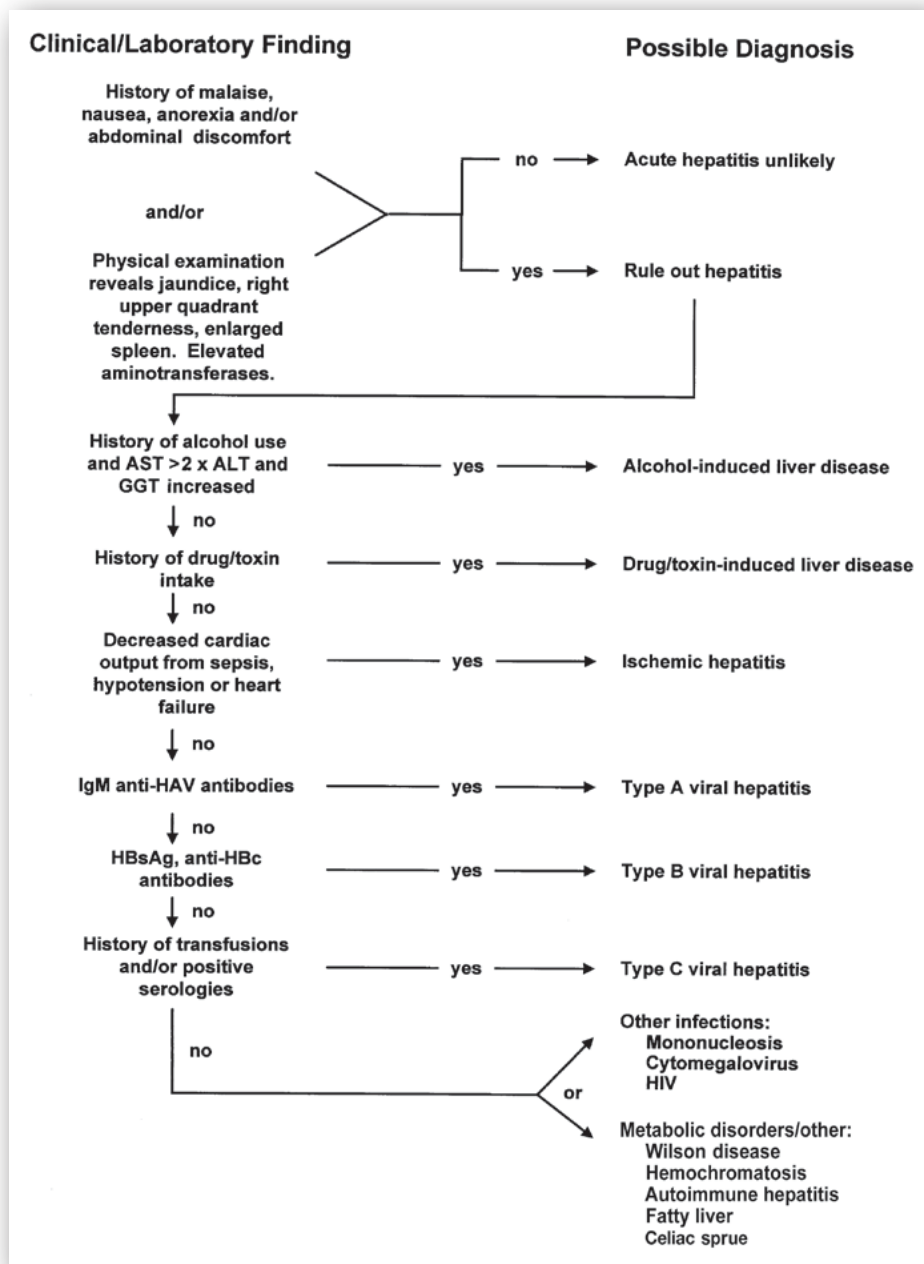 Clinical/Laboratory Finding
Possible Diagnosis
History of malaise,
nausea, anorexia and/or
abdominal discomfort
no
Acute hepatitis unlikely
and/or
Physical examination
reveals jaundice, right
upper quadrant
tenderness, enlarged
spleen. Elevated
aminotransferases.
yes
Rule out hepatitis
History of alcohol use
and AST >2 x ALT and
GGT increased
yes
Alcohol-induced liver disease
no
History of drug/toxin
intake
yes
Drug/toxin-induced liver disease
no
Decreased cardiac
output from sepsis,
hypotension or heart
failure
yes
Ischemic hepatitis
no
IgM anti-HAV antibodies
yes
Type A viral hepatitis
no
HBsAg, anti-HBc
antibodies
yes
Type B viral hepatitis
no
History of transfusions
and/or positive
serologies
yes
Type C viral hepatitis
no
or
Other infections:
Mononucleosis
Cytomegalovirus
HIV
Metabolic disorders/other:
Wilson disease
Hemochromatosis
Autoimmune hepatitis
Fatty liver
Celiac sprue